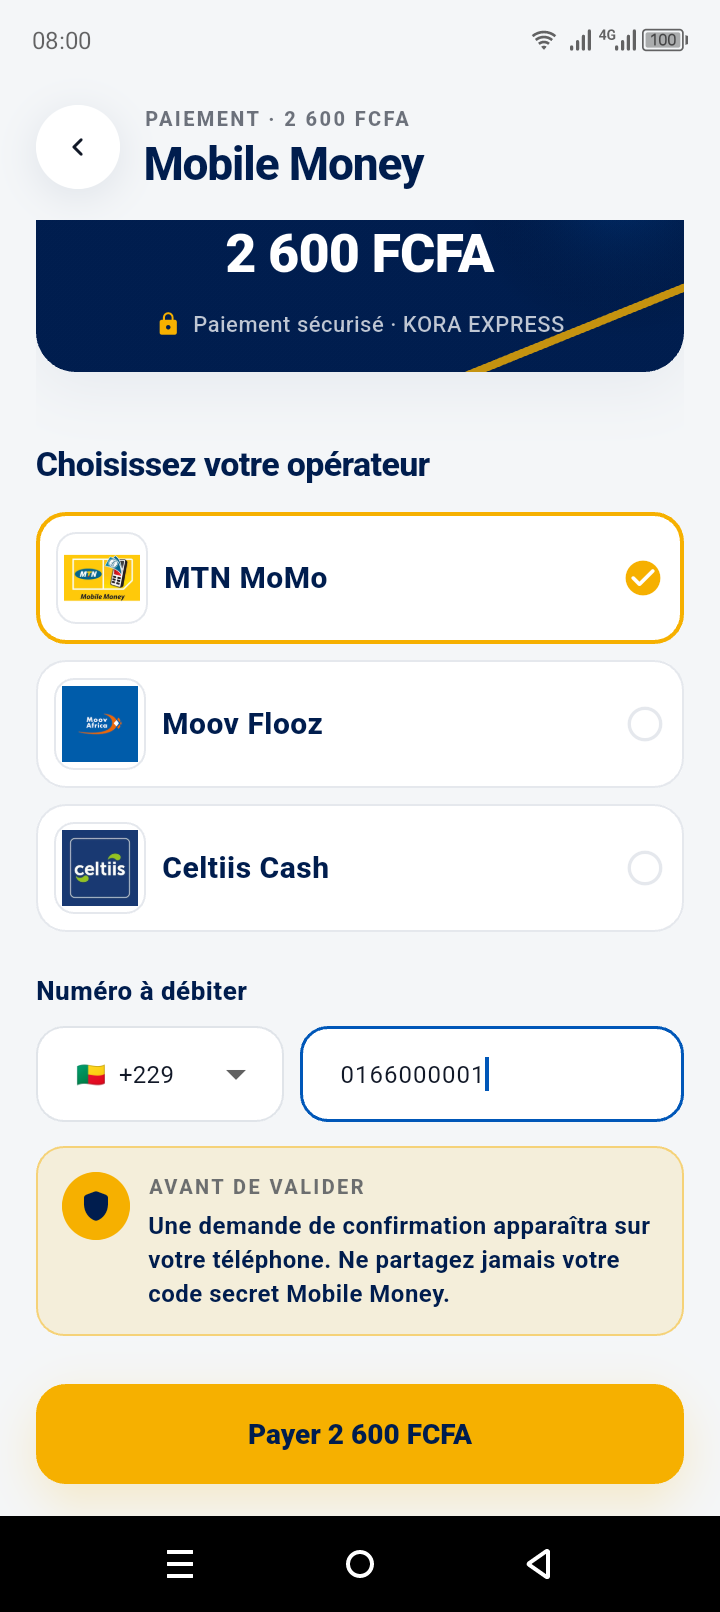 08:00
4G
100
PAIEMENT · 2 600 FCFA
Mobile Money
2 600 FCFA
Paiement sécurisé · KORA EXPRESS
Choisissez votre opérateur
MTN
Mobile Money
MTN MoMo
Moov
Africa
Moov Flooz
celtiis
Celtiis Cash
Numéro à débiter
+229
0166000001
AVANT DE VALIDER
Une demande de confirmation apparaîtra sur
votre téléphone. Ne partagez jamais votre
code secret Mobile Money.
Payer 2 600 FCFA